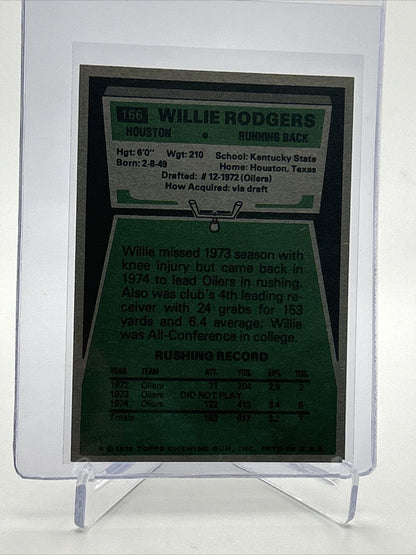 166 WILLIE RODGERS
HOUSTON • RUNNING BACK
Hgt: 6'0" Wgt: 210 School: Kentucky State
Born: 2-8-49 Home: Houston, Texas
Drafted: #12-1972 (Oilers)
How Acquired: via draft
Willie missed 1973 season with
knee injury but came back in
1974 to lead Oilers in rushing.
Also was club's 4th leading re-
ceiver with 24 grabs for 153
yards and 6.4 average. Willie
was All-Conference in college.
RUSHING RECORD
YEAR TEAM ATT. YDS. AVG. TDS.
1972 Oilers 71 204 2.9 2
1973 Oilers DID NOT PLAY
1974 Oilers 122 413 3.4 5
Totals 193 617 3.2 7
© 1975 TOPPS CHEWING GUM, INC. PRTD IN U.S.A.